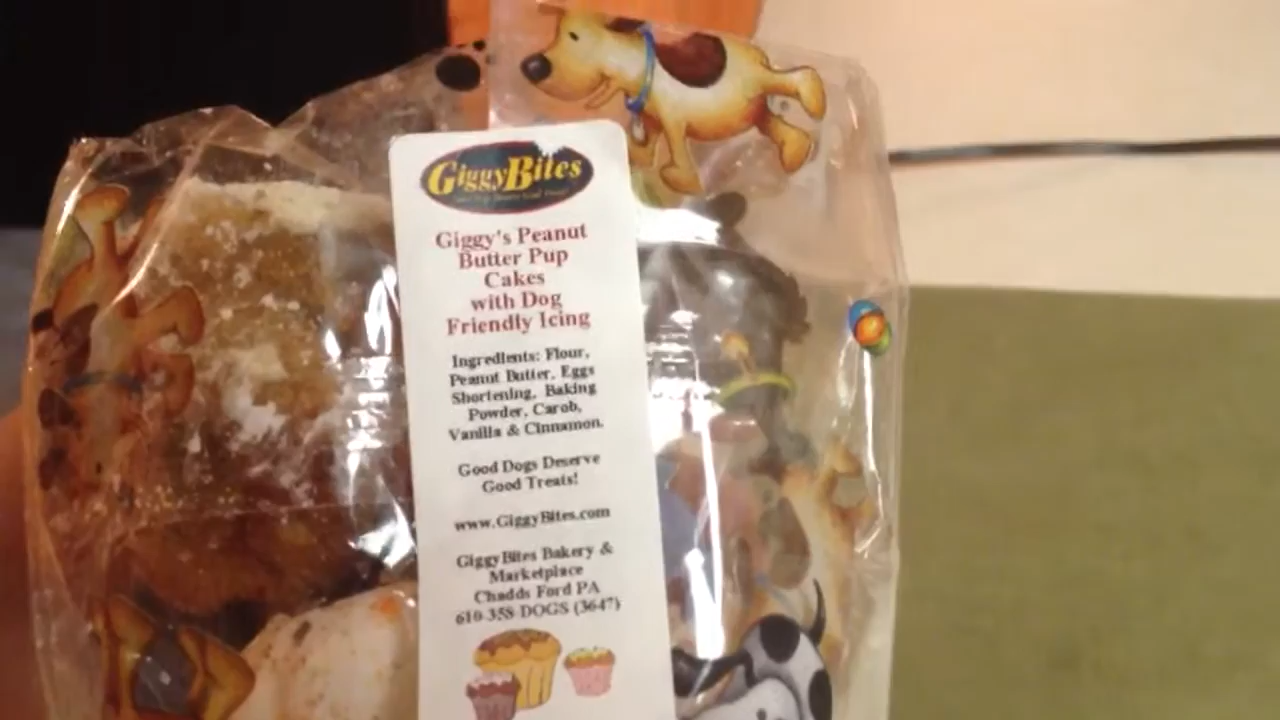 GiggyBites
Giggy's Peanut
Butter Pup
Cakes
with Dog
Friendly Icing
Ingredients: Flour,
Peanut Butter, Eggs
Shortening, Baking
Powder, Carob,
Vanilla & Cinnamon.
Good Dogs Deserve
Good Treats!
www.GiggyBites.com
GiggyBites Bakery &
Marketplace
Chadds Ford PA
610-358-DOGS (3647)